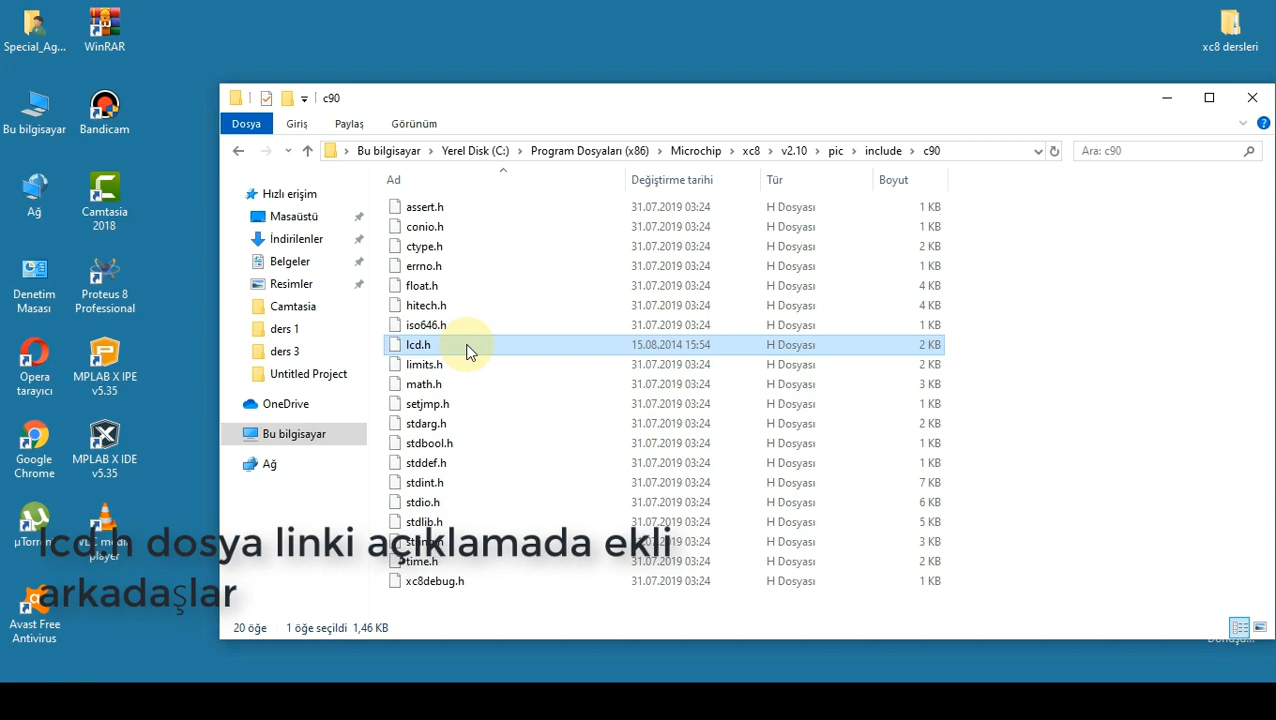 Special_Ag...
WinRAR
xc8 dersleri
Bu bilgisayar
Bandicam
Ağ
Camtasia
2018
Denetim
Masası
Proteus 8
Professional
Opera
tarayıcı
MPLAB X IPE
v5.35
Google
Chrome
MPLAB X IDE
v5.35
µTorrent
VLC media
player
Avast Free
Antivirus
c90
Dosya
Giriş
Paylaş
Görünüm
Bu bilgisayar > Yerel Disk (C:) > Program Dosyaları (x86) > Microchip > xc8 > v2.10 > pic > include > c90
Ara: c90
Hızlı erişim
Masaüstü
İndirilenler
Belgeler
Resimler
Camtasia
ders 1
ders 3
Untitled Project
OneDrive
Bu bilgisayar
Ağ
Ad Değiştirme tarihi Tür Boyut
assert.h 31.07.2019 03:24 H Dosyası 1 KB
conio.h 31.07.2019 03:24 H Dosyası 1 KB
ctype.h 31.07.2019 03:24 H Dosyası 2 KB
errno.h 31.07.2019 03:24 H Dosyası 1 KB
float.h 31.07.2019 03:24 H Dosyası 4 KB
hitech.h 31.07.2019 03:24 H Dosyası 4 KB
iso646.h 31.07.2019 03:24 H Dosyası 1 KB
lcd.h 15.08.2014 15:54 H Dosyası 2 KB
limits.h 31.07.2019 03:24 H Dosyası 2 KB
math.h 31.07.2019 03:24 H Dosyası 3 KB
setjmp.h 31.07.2019 03:24 H Dosyası 1 KB
stdarg.h 31.07.2019 03:24 H Dosyası 2 KB
stdbool.h 31.07.2019 03:24 H Dosyası 1 KB
stddef.h 31.07.2019 03:24 H Dosyası 1 KB
stdint.h 31.07.2019 03:24 H Dosyası 7 KB
stdio.h 31.07.2019 03:24 H Dosyası 6 KB
stdlib.h 31.07.2019 03:24 H Dosyası 5 KB
string.h 31.07.2019 03:24 H Dosyası 3 KB
time.h 31.07.2019 03:24 H Dosyası 2 KB
xc8debug.h 31.07.2019 03:24 H Dosyası 1 KB
lcd.h dosya linki açıklamada ekli
arkadaşlar
20 öğe 1 öğe seçildi 1,46 KB